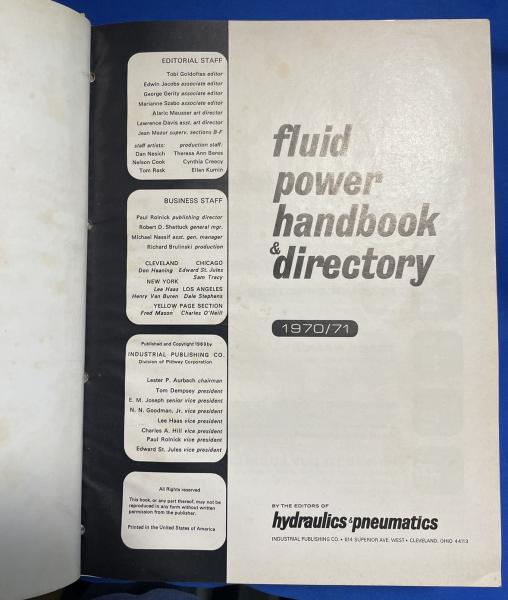 EDITORIAL STAFF
Tobi Goldoftas editor
Edwin Jacobs associate editor
George Gerity associate editor
Marianne Szabo associate editor
Alaric Mausser art director
Lawrence Davis asst. art director
Jean Mazur superv. sections B-F
staff artists: production staff:
Dan Nesich Theresa Ann Beres
Nelson Cook Cynthia Creecy
Tom Rask Ellen Kumin
BUSINESS STAFF
Paul Rolnick publishing director
Robert D. Shattuck general mgr.
Michael Nassif asst. gen. manager
Richard Brulinski production
CLEVELAND CHICAGO
Don Haaning Edward St. Jules
Sam Tracy
NEW YORK
Lee Haas LOS ANGELES
Henry Van Buren Dale Stephens
YELLOW PAGE SECTION
Fred Mason Charles O'Neill
Published and Copyright 1969 by
INDUSTRIAL PUBLISHING CO.
Division of Pittway Corporation
Lester P. Aurbach chairman
Tom Dempsey president
E. M. Joseph senior vice president
N. N. Goodman, Jr. vice president
Lee Haas vice president
Charles A. Hill vice president
Paul Rolnick vice president
Edward St. Jules vice president
All Rights reserved
This book, or any part thereof, may not be
reproduced in any form without written
permission from the publisher.
Printed in the United States of America
fluid
power
handbook
& directory
1970/71
BY THE EDITORS OF
hydraulics & pneumatics
INDUSTRIAL PUBLISHING CO. • 614 SUPERIOR AVE. WEST • CLEVELAND, OHIO 44113